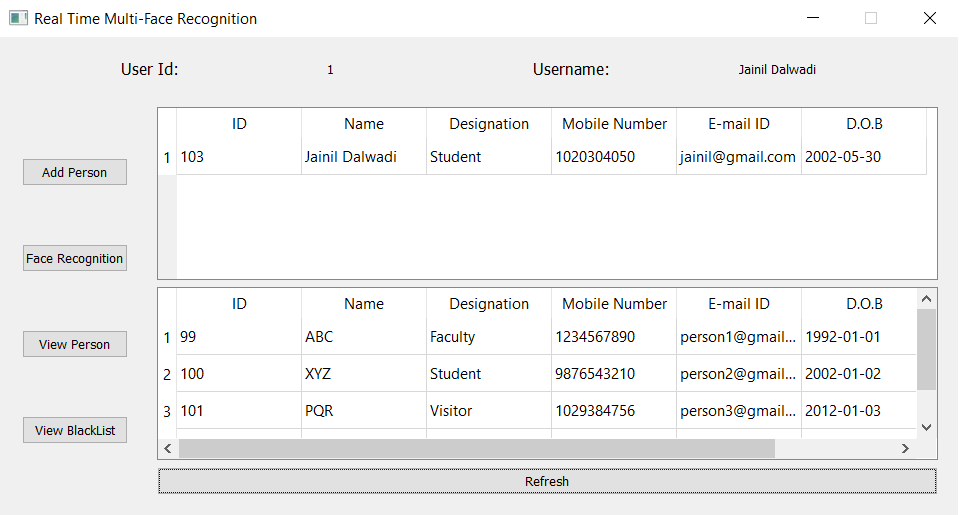 Real Time Multi-Face Recognition
User Id: 1 Username: Jainil Dalwadi
ID Name Designation Mobile Number E-mail ID D.O.B
1 103 Jainil Dalwadi Student 1020304050 jainil@gmail.com 2002-05-30
Add Person
Face Recognition
View Person
View BlackList
ID Name Designation Mobile Number E-mail ID D.O.B
1 99 ABC Faculty 1234567890 person1@gmail... 1992-01-01
2 100 XYZ Student 9876543210 person2@gmail... 2002-01-02
3 101 PQR Visitor 1029384756 person3@gmail... 2012-01-03
Refresh